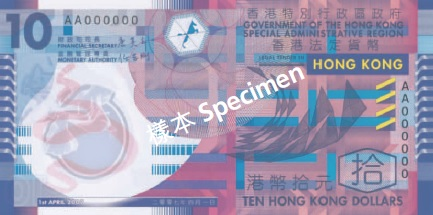 10 AA000000
財政司司長
FINANCIAL SECRETARY
金融管理專員
MONETARY AUTHORITY
香港特別行政區政府
GOVERNMENT OF THE HONG KONG
SPECIAL ADMINISTRATIVE REGION
香港法定貨幣
LEGAL TENDER IN
HONG KONG
AA000000
樣本 Specimen
1st APRIL
二零零七年四月一日
拾
港幣拾元
TEN HONG KONG DOLLARS